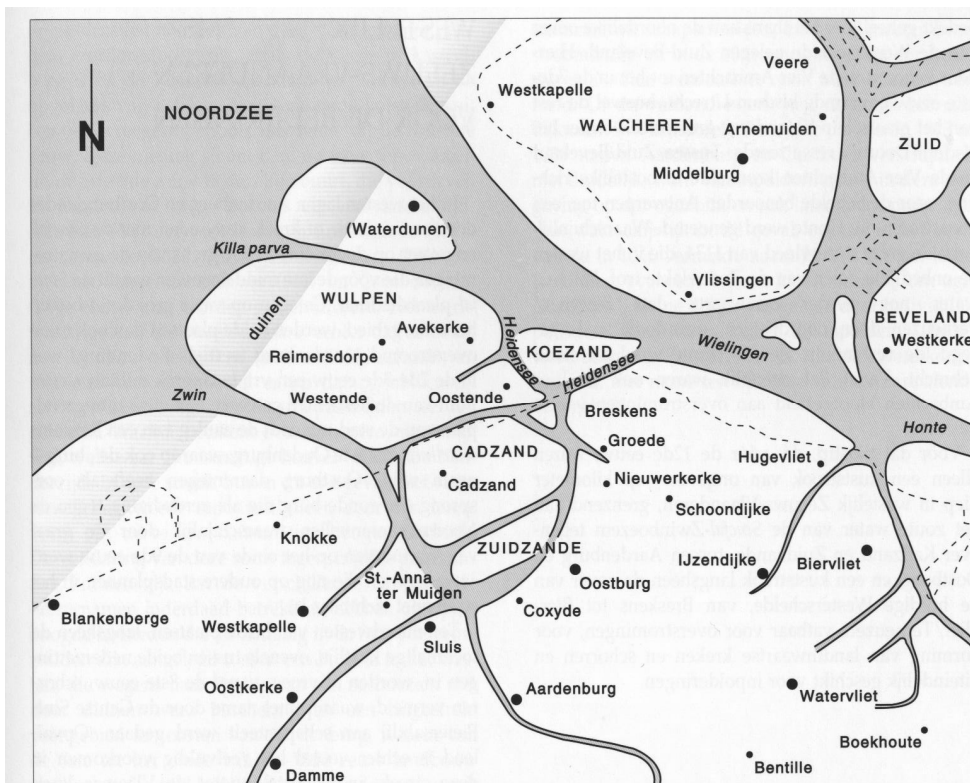 N
NOORDZEE
Westkapelle
WALCHEREN
Veere
Arnemuiden
Middelburg
ZUID
(Waterdunen)
Killa parva
Vlissingen
duinen
WULPEN
Avekerke
Reimersdorpe
Heidensee
KOEZAND
Heidensee
Wielingen
BEVELAND
Westkerke
Zwin
Westende
Oostende
Breskens
Honte
Groede
CADZAND
Cadzand
Nieuwerkerke
Hugevliet
Schoondijke
Knokke
ZUIDZANDE
IJzendijke
Biervliet
St.-Anna
ter Muiden
Oostburg
Blankenberge
Westkapelle
Coxyde
Sluis
Oostkerke
Aardenburg
Watervliet
Boekhoute
Damme
Bentille